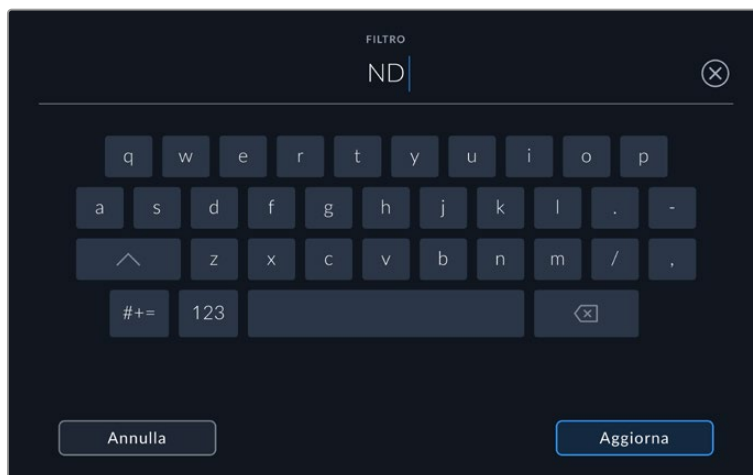 FILTRO
ND
q w e r t y u i o p
a s d f g h j k l . -
z x c v b n m / ,
#+= 123
Annulla Aggiorna